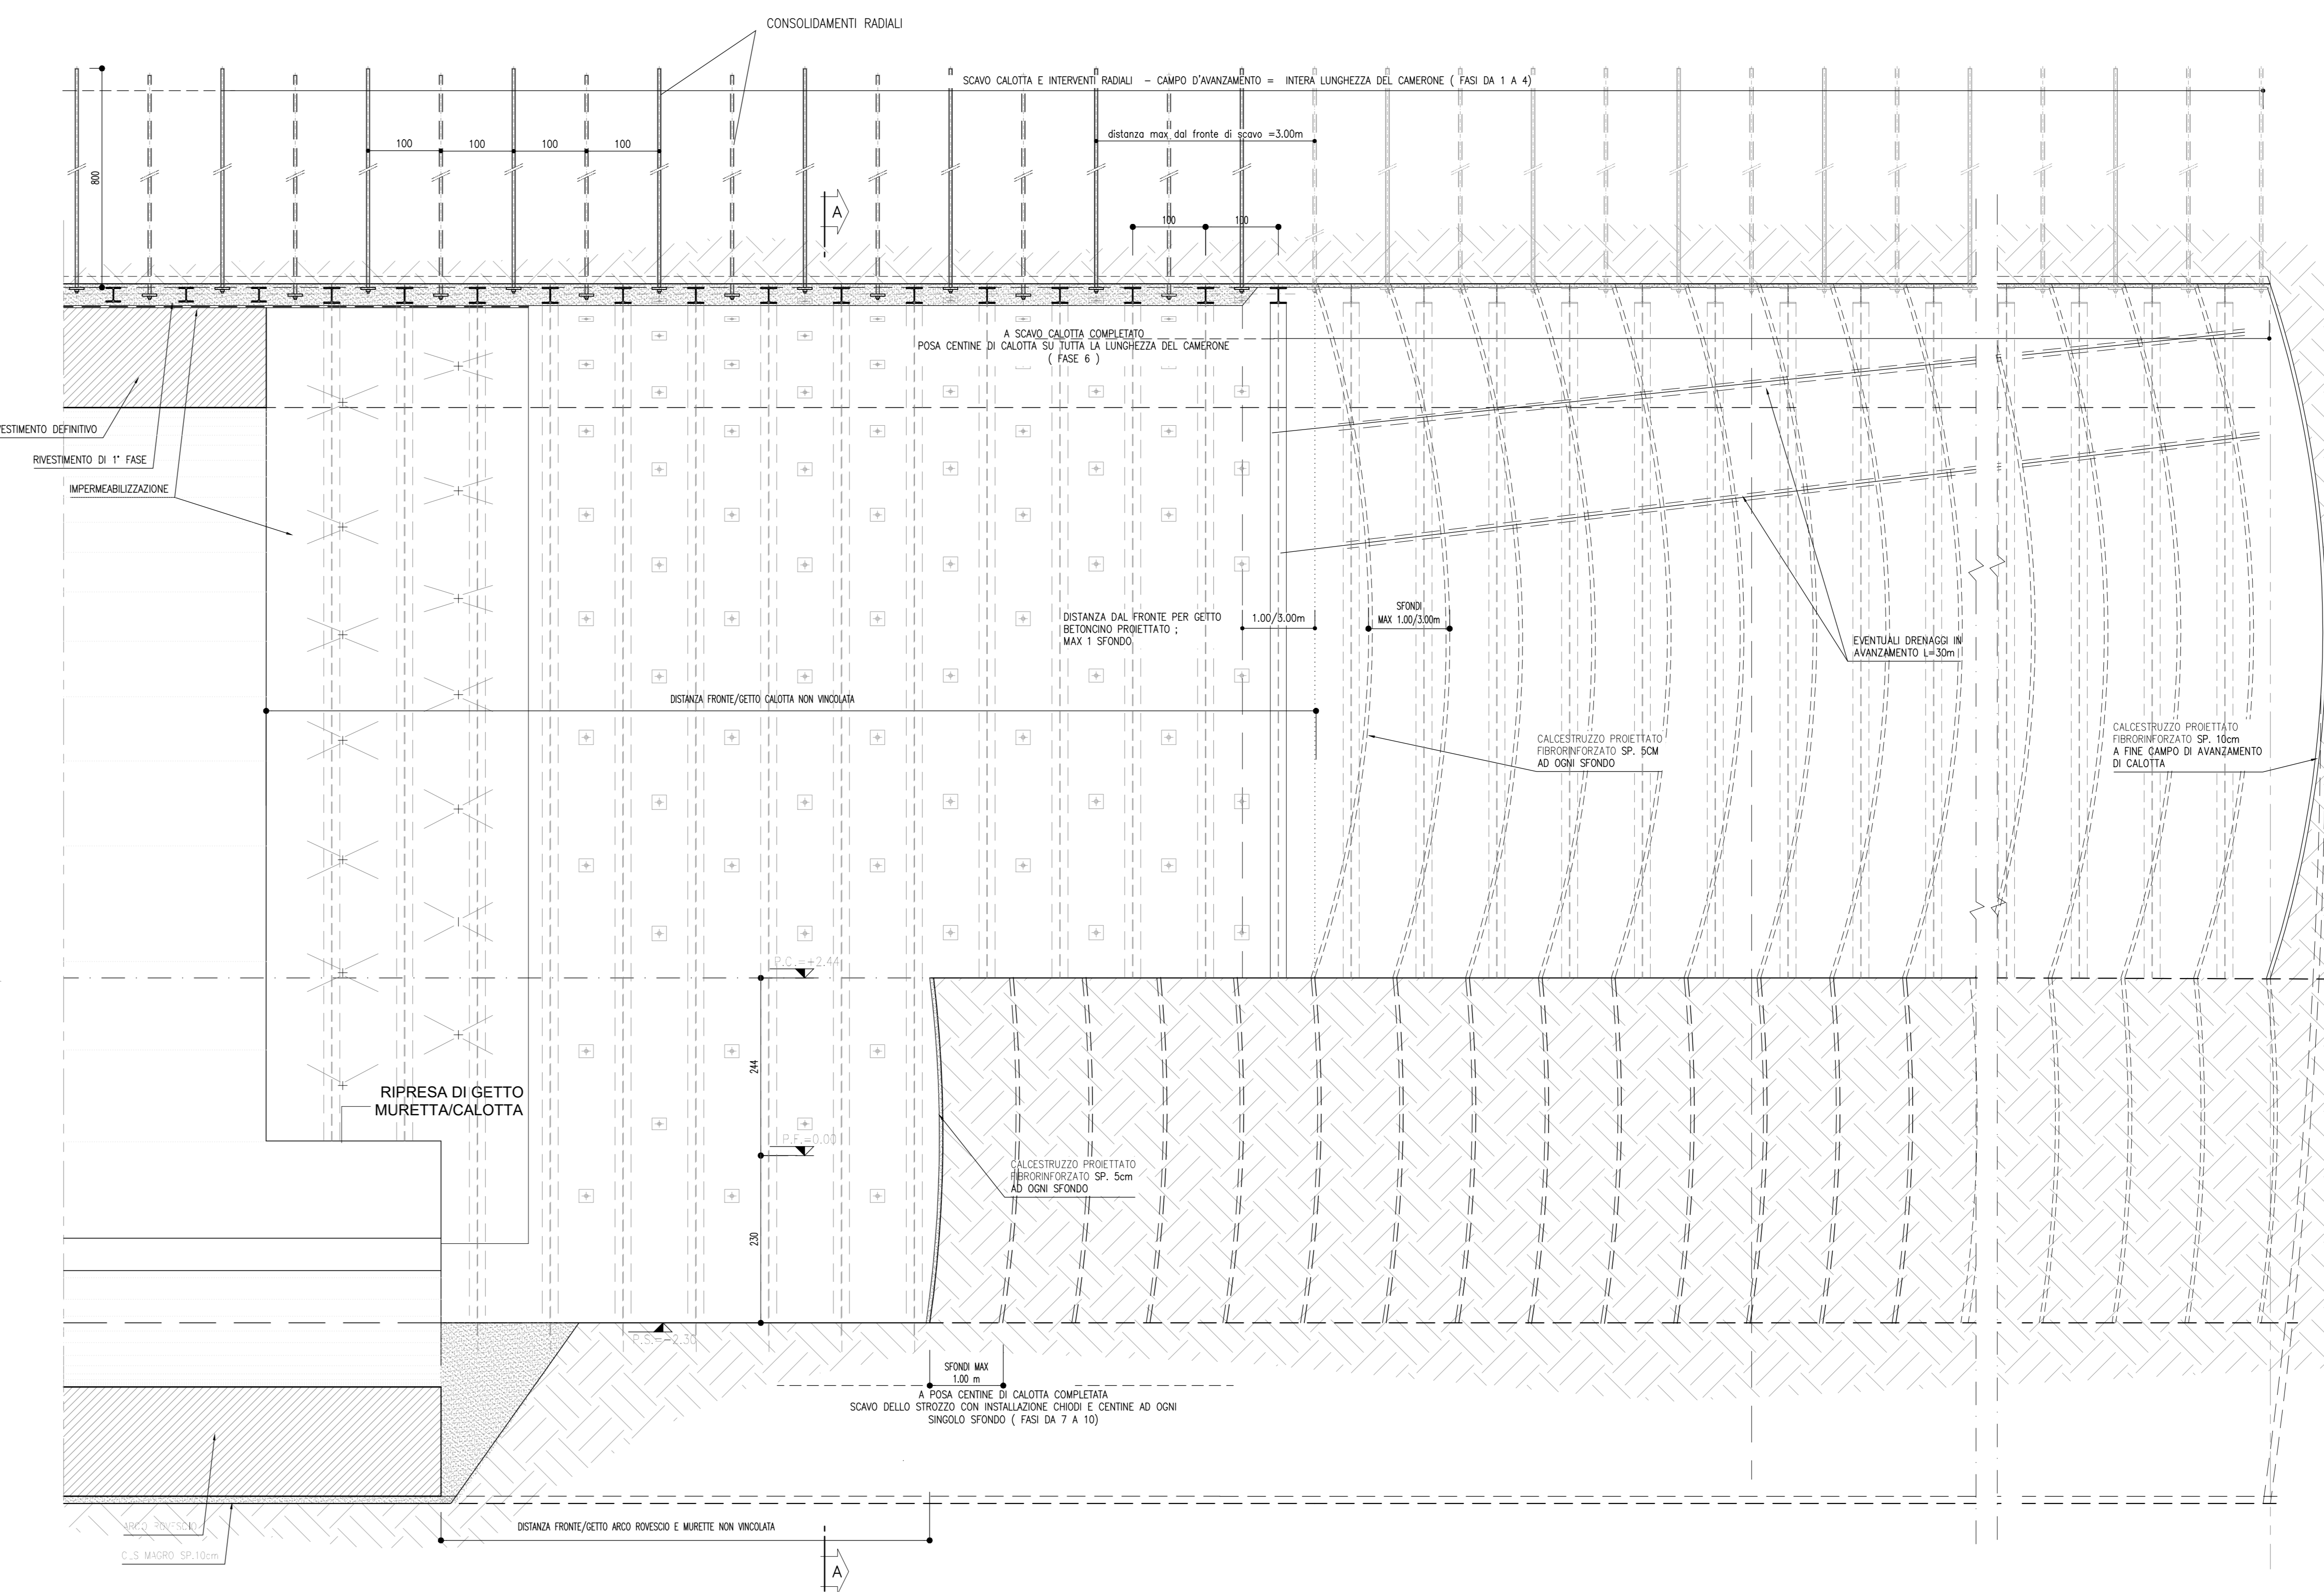 CONSOLIDAMENTI RADIALI
SCAVO CALOTTA E INTERVENTI RADIALI – CAMPO D'AVANZAMENTO = INTERA LUNGHEZZA DEL CAMERONE ( FASI DA 1 A 4)
distanza max dal fronte di scavo =3.00m
100
100
100
100
800
A
100
100
A SCAVO CALOTTA COMPLETATO
POSA CENTINE DI CALOTTA SU TUTTA LA LUNGHEZZA DEL CAMERONE
( FASE 6 )
ESTIMENTO DEFINITIVO
RIVESTIMENTO DI 1° FASE
IMPERMEABILIZZAZIONE
DISTANZA DAL FRONTE PER GETTO
BETONCINO PROIETTATO ;
MAX 1 SFONDO
1.00/3.00m
SFONDI
MAX 1.00/3.00m
EVENTUALI DRENAGGI IN
AVANZAMENTO L=30m
DISTANZA FRONTE/GETTO CALOTTA NON VINCOLATA
CALCESTRUZZO PROIETTATO
FIBRORINFORZATO SP. 5CM
AD OGNI SFONDO
CALCESTRUZZO PROIETTATO
FIBRORINFORZATO SP. 10cm
A FINE CAMPO DI AVANZAMENTO
DI CALOTTA
P.C.=+2.44
244
RIPRESA DI GETTO
MURETTA/CALOTTA
P.F.=0.00
CALCESTRUZZO PROIETTATO
FIBRORINFORZATO SP. 5cm
AD OGNI SFONDO
230
P.S.=-2.30
SFONDI MAX
1.00 m
A POSA CENTINE DI CALOTTA COMPLETATA
SCAVO DELLO STROZZO CON INSTALLAZIONE CHIODI E CENTINE AD OGNI
SINGOLO SFONDO ( FASI DA 7 A 10)
DISTANZA FRONTE/GETTO ARCO ROVESCIO E MURETTE NON VINCOLATA
ARCO ROVESCIO
C.S MAGRO SP.10cm
A